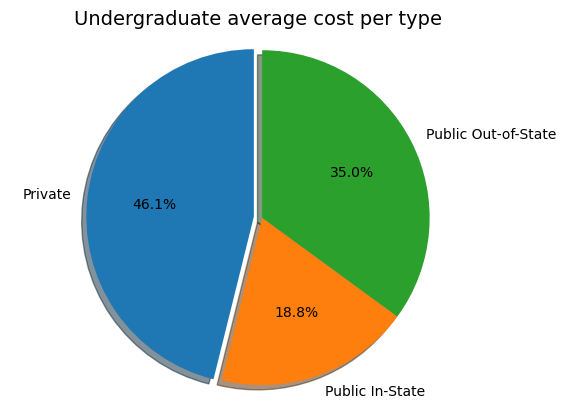 Undergraduate average cost per type
Public Out-of-State
35.0%
Private
46.1%
18.8%
Public In-State